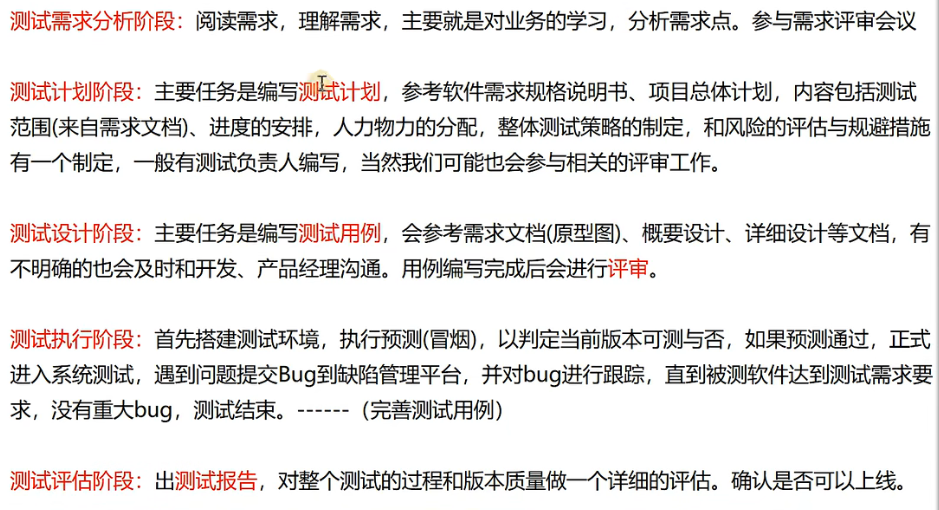 测试需求分析阶段：阅读需求，理解需求，主要就是对业务的学习，分析需求点。参与需求评审会议
测试计划阶段：主要任务是编写测试计划，参考软件需求规格说明书、项目总体计划，内容包括测试
范围(来自需求文档)、进度的安排，人力物力的分配，整体测试策略的制定，和风险的评估与规避措施
有一个制定，一般有测试负责人编写，当然我们可能也会参与相关的评审工作。
测试设计阶段：主要任务是编写测试用例，会参考需求文档(原型图)、概要设计、详细设计等文档，有
不明确的也会及时和开发、产品经理沟通。用例编写完成后会进行评审。
测试执行阶段：首先搭建测试环境，执行预测(冒烟)，以判定当前版本可测与否，如果预测通过，正式
进入系统测试，遇到问题提交Bug到缺陷管理平台，并对bug进行跟踪，直到被测软件达到测试需求要
求，没有重大bug，测试结束。------（完善测试用例）
测试评估阶段：出测试报告，对整个测试的过程和版本质量做一个详细的评估。确认是否可以上线。